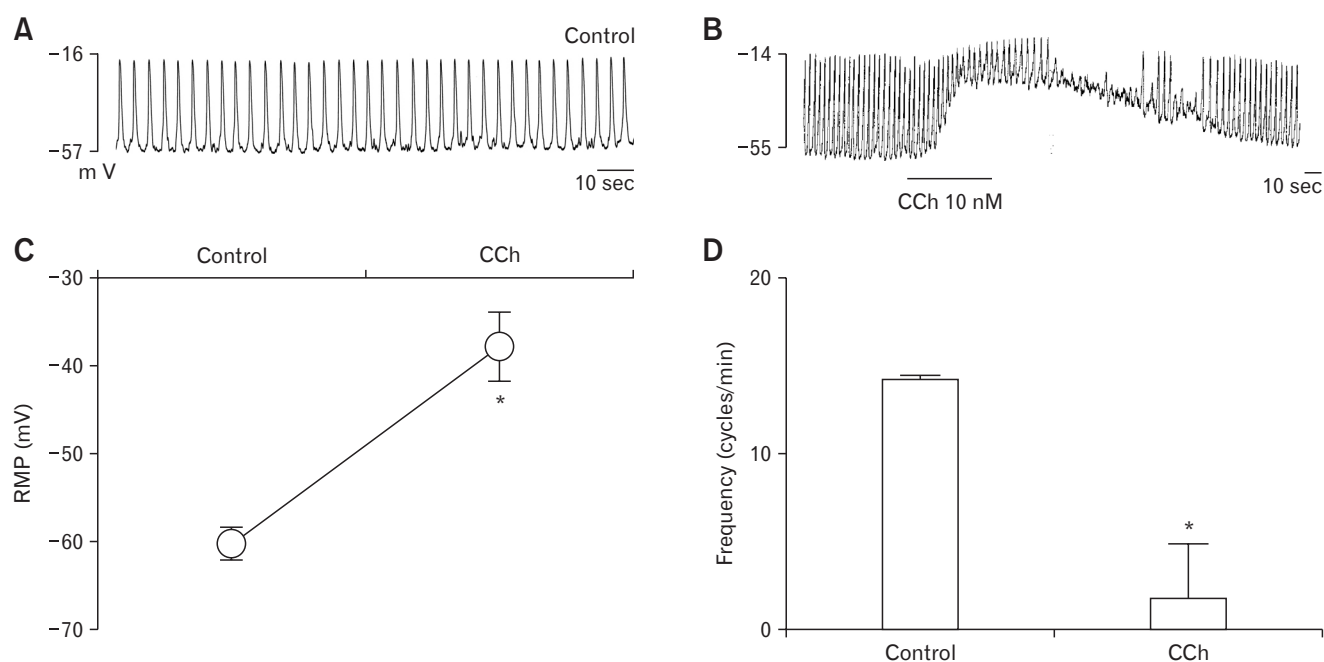 A
Control
−16
−57
m V
10 sec
B
−14
−55
CCh 10 nM
10 sec
C
Control
CCh
−30
−40
−50
−60
−70
RMP (mV)
*
D
20
10
0
Frequency (cycles/min)
*
Control
CCh